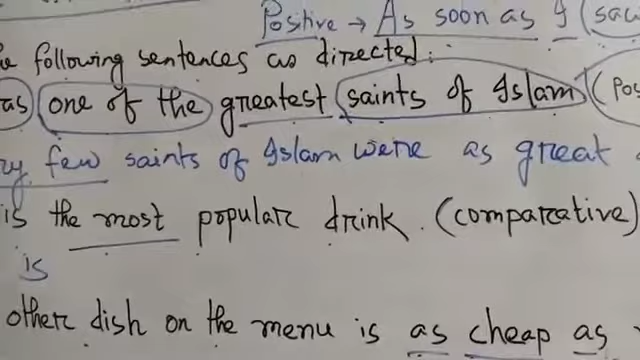 Positive → As soon as I (saw
following sentences as directed:
as one of the greatest saints of Islam (Pos
few saints of Islam were as great
is the most popular drink. (comparative)
is
other dish on the menu is as cheap as